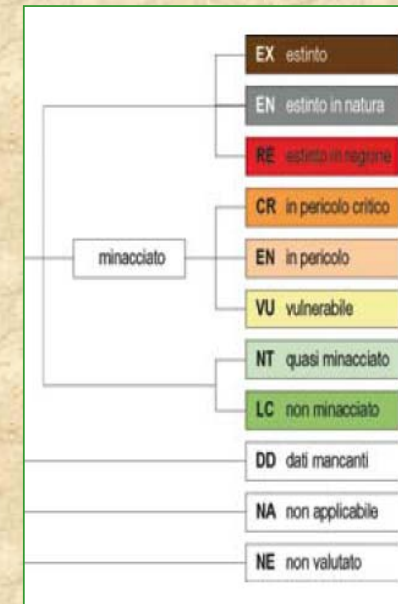 EX estinto
EN estinto in natura
RE estinto in regione
CR in pericolo critico
minacciato
EN in pericolo
VU vulnerabile
NT quasi minacciato
LC non minacciato
DD dati mancanti
NA non applicabile
NE non valutato